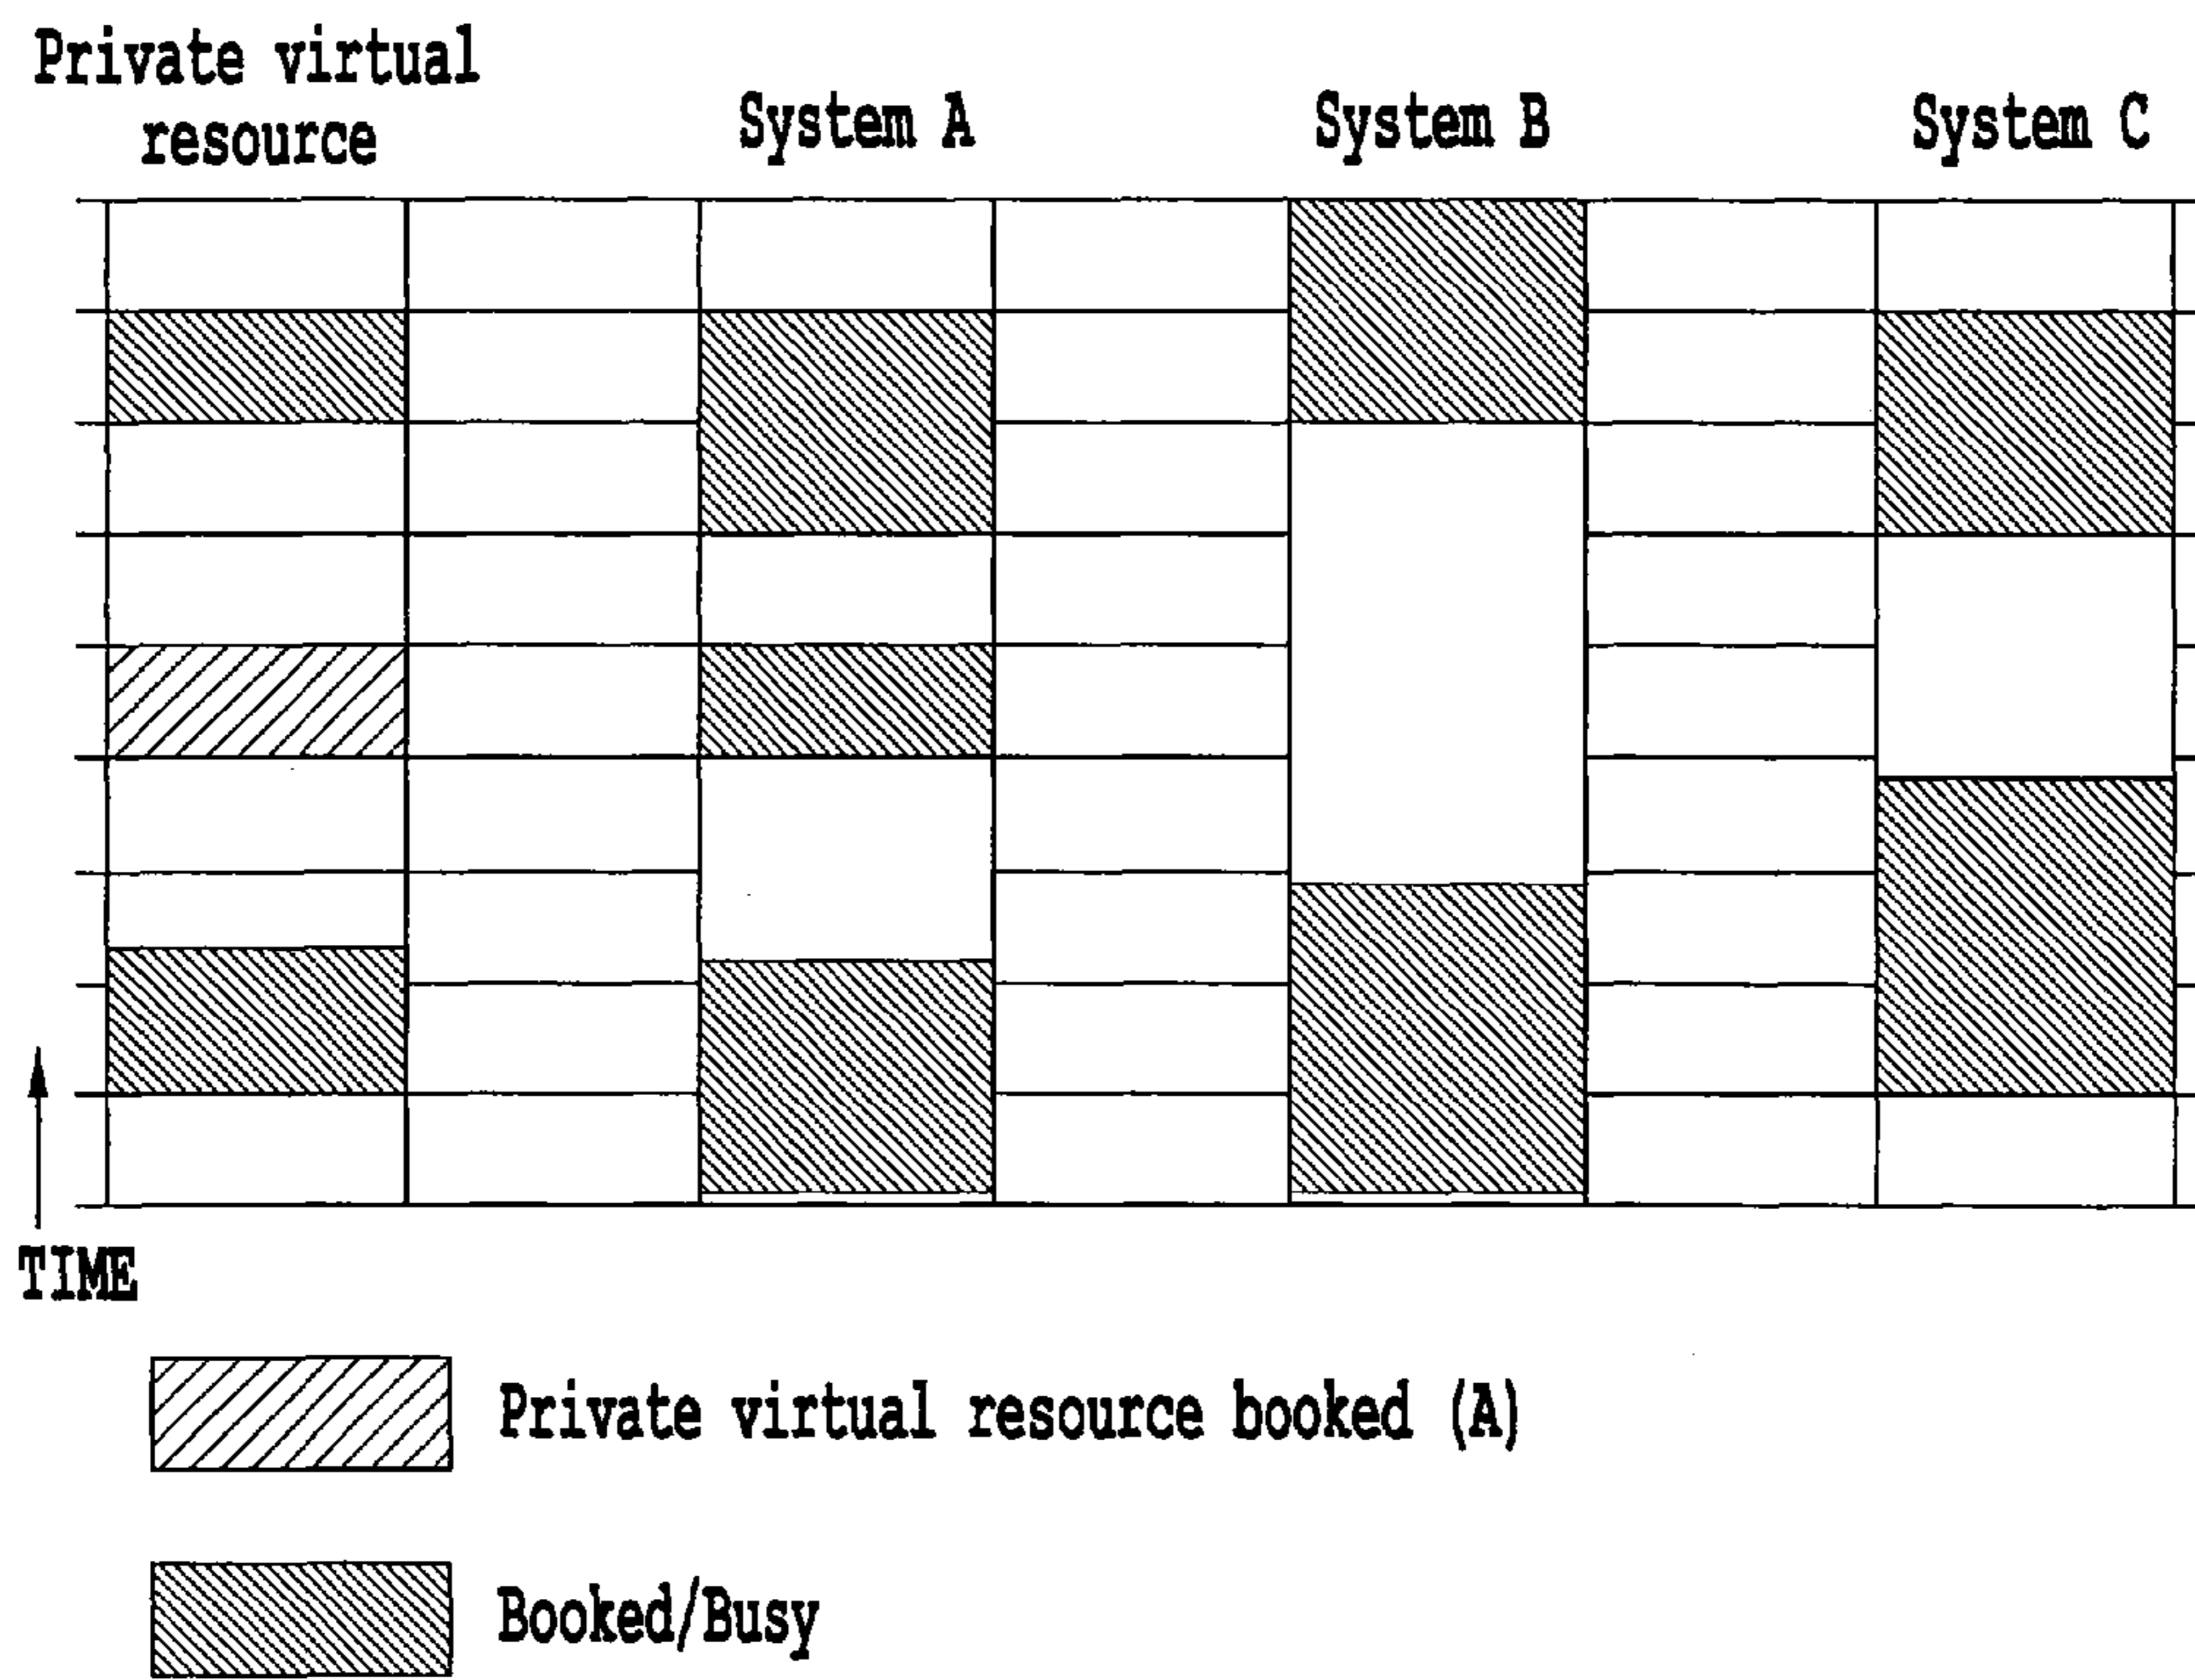 Private virtual
resource
System A
System B
System C
TIME
Private virtual resource booked (A)
Booked/Busy